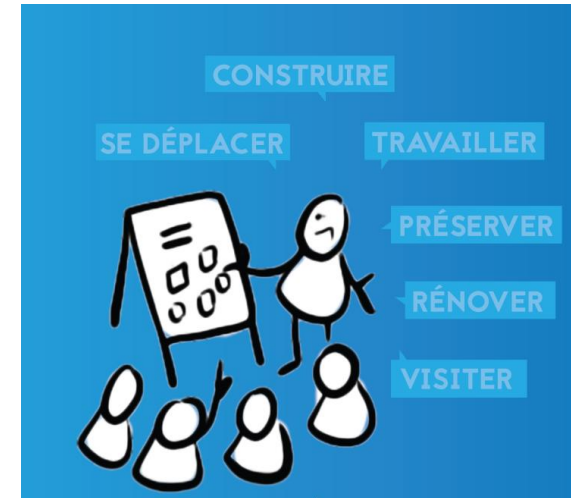 CONSTRUIRE
SE DÉPLACER
TRAVAILLER
PRÉSERVER
RÉNOVER
VISITER